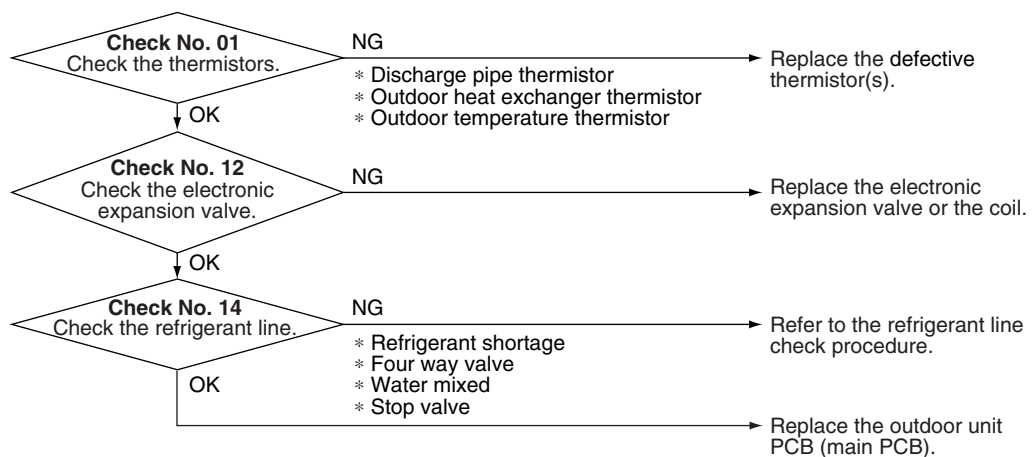 Check No. 01
Check the thermistors.
NG
∗ Discharge pipe thermistor
∗ Outdoor heat exchanger thermistor
∗ Outdoor temperature thermistor
Replace the defective
thermistor(s).
OK
Check No. 12
Check the electronic
expansion valve.
NG
Replace the electronic
expansion valve or the coil.
OK
Check No. 14
Check the refrigerant line.
NG
∗ Refrigerant shortage
∗ Four way valve
∗ Water mixed
∗ Stop valve
Refer to the refrigerant line
check procedure.
OK
Replace the outdoor unit
PCB (main PCB).